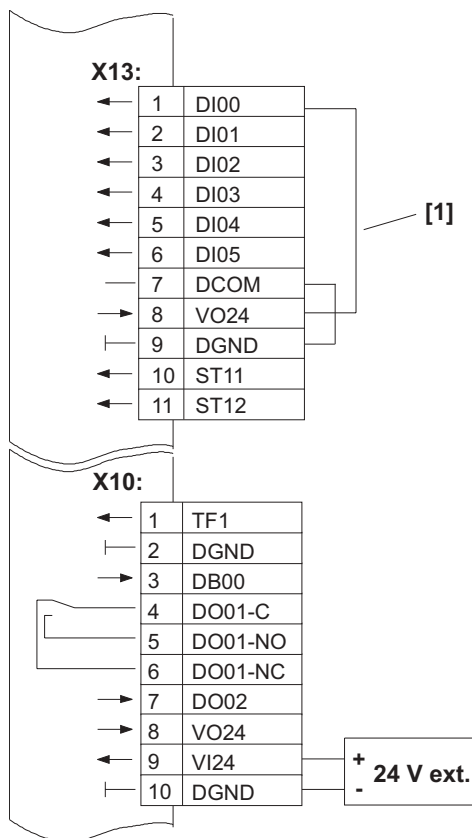 X13:
1 DI00
2 DI01
3 DI02
4 DI03
5 DI04
6 DI05
7 DCOM
8 VO24
9 DGND
10 ST11
11 ST12
[1]
X10:
1 TF1
2 DGND
3 DB00
4 DO01-C
5 DO01-NO
6 DO01-NC
7 DO02
8 VO24
9 VI24
10 DGND
+ 24 V ext.
-